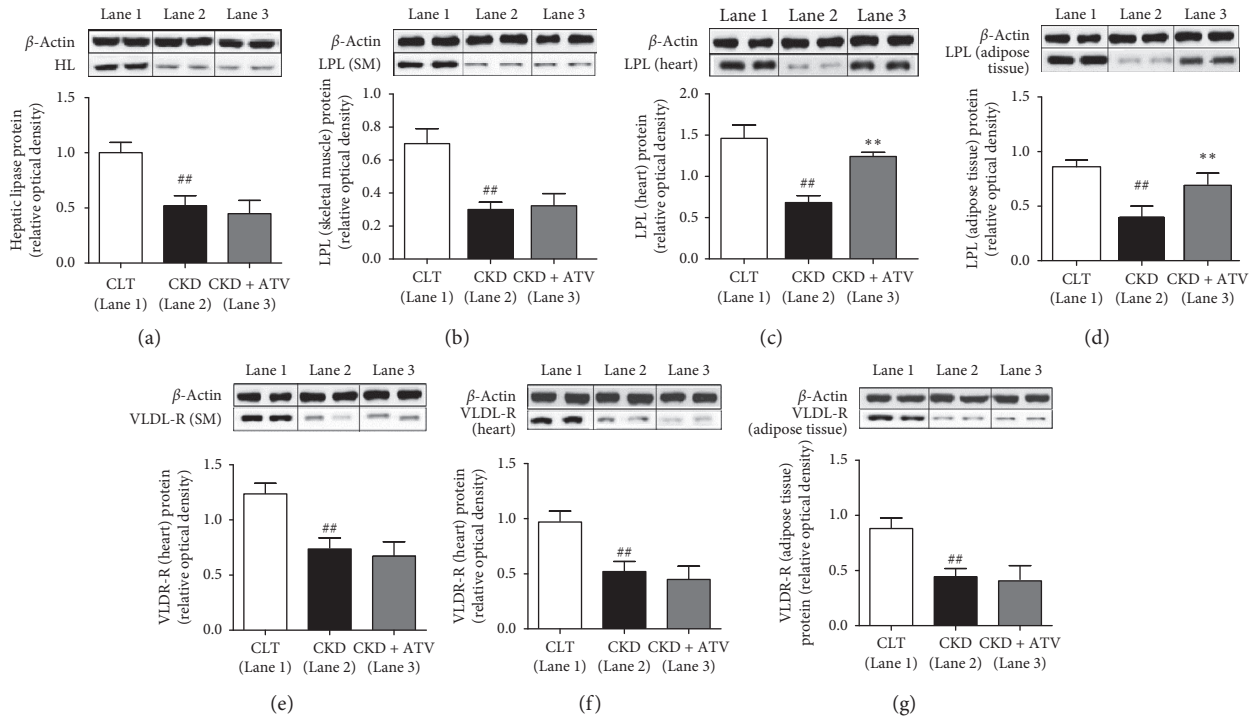 Lane 1 Lane 2 Lane 3
β-Actin
HL
Hepatic lipase protein
(relative optical density)
1.5
1.0
0.5
0.0
##
CLT CKD CKD + ATV
(Lane 1) (Lane 2) (Lane 3)
(a)
Lane 1 Lane 2 Lane 3
β-Actin
LPL (SM)
LPL (skeletal muscle) protein
(relative optical density)
1.0
0.8
0.6
0.4
0.2
0.0
##
CLT CKD CKD + ATV
(Lane 1) (Lane 2) (Lane 3)
(b)
Lane 1 Lane 2 Lane 3
β-Actin
LPL (heart)
LPL (heart) protein
(relative optical density)
2.0
1.5
1.0
0.5
0.0
##
**
CLT CKD CKD + ATV
(Lane 1) (Lane 2) (Lane 3)
(c)
Lane 1 Lane 2 Lane 3
β-Actin
LPL (adipose
tissue)
LPL (adipose tissue) protein
(relative optical density)
1.5
1.0
0.5
0.0
##
**
CLT CKD CKD + ATV
(Lane 1) (Lane 2) (Lane 3)
(d)
Lane 1 Lane 2 Lane 3
β-Actin
VLDL-R (SM)
VLDR-R (heart) protein
(relative optical density)
1.5
1.0
0.5
0.0
##
CLT CKD CKD + ATV
(Lane 1) (Lane 2) (Lane 3)
(e)
Lane 1 Lane 2 Lane 3
β-Actin
VLDL-R
(heart)
VLDR-R (heart) protein
(relative optical density)
1.5
1.0
0.5
0.0
##
CLT CKD CKD + ATV
(Lane 1) (Lane 2) (Lane 3)
(f)
Lane 1 Lane 2 Lane 3
β-Actin
VLDL-R
(adipose tissue)
VLDR-R (adipose tissue)
protein (relative optical density)
1.5
1.0
0.5
0.0
##
CLT CKD CKD + ATV
(Lane 1) (Lane 2) (Lane 3)
(g)